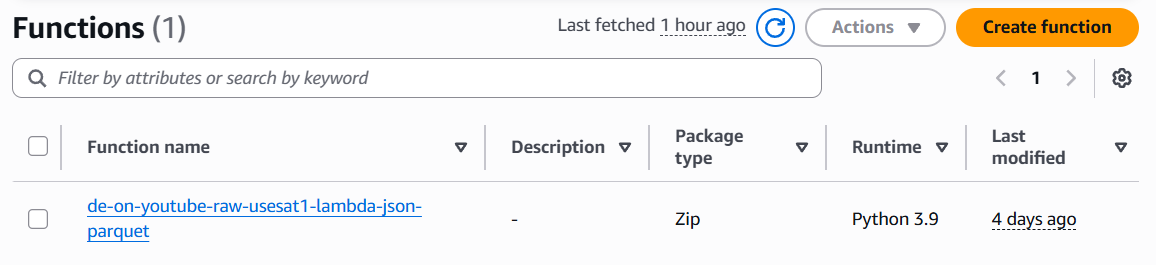 Functions (1)
Last fetched 1 hour ago
Actions
Create function
Filter by attributes or search by keyword
1
Function name
Description
Package
type
Runtime
Last
modified
de-on-youtube-raw-usesat1-lambda-json-
parquet
-
Zip
Python 3.9
4 days ago